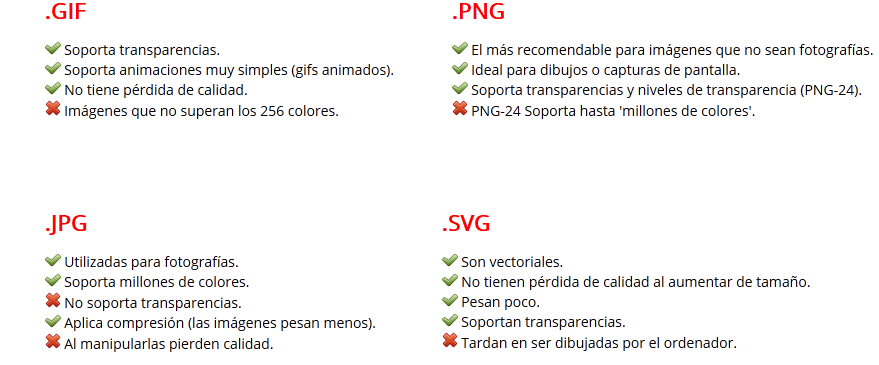 .GIF
Soporta transparencias.
Soporta animaciones muy simples (gifs animados).
No tiene pérdida de calidad.
Imágenes que no superan los 256 colores.
.PNG
El más recomendable para imágenes que no sean fotografías.
Ideal para dibujos o capturas de pantalla.
Soporta transparencias y niveles de transparencia (PNG-24).
PNG-24 Soporta hasta 'millones de colores'.
.JPG
Utilizadas para fotografías.
Soporta millones de colores.
No soporta transparencias.
Aplica compresión (las imágenes pesan menos).
Al manipularlas pierden calidad.
.SVG
Son vectoriales.
No tienen pérdida de calidad al aumentar de tamaño.
Pesan poco.
Soportan transparencias.
Tardan en ser dibujadas por el ordenador.